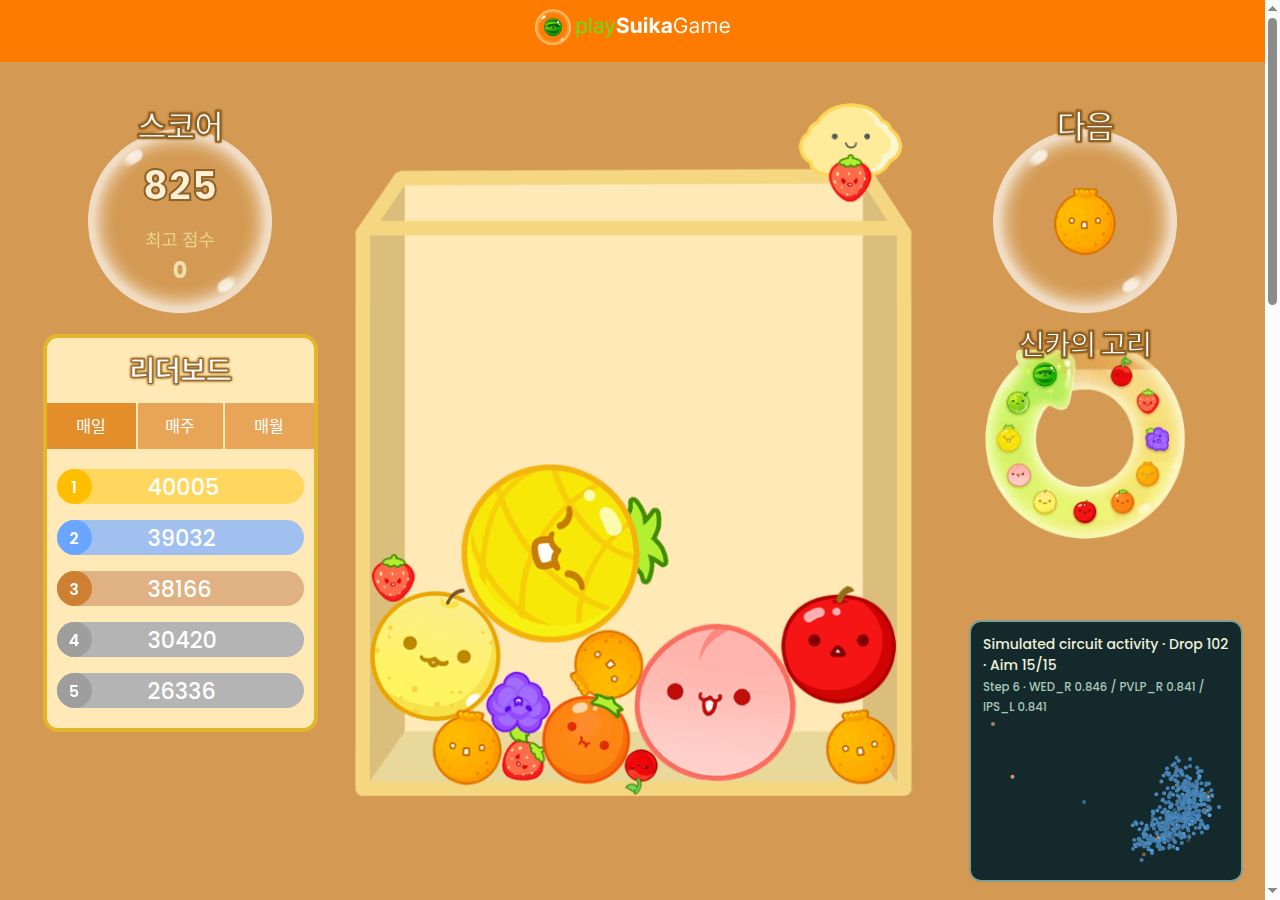 playSuikaGame
스코어
825
최고 점수
0
다음
리더보드
매일 매주 매월
1 40005
2 39032
3 38166
4 30420
5 26336
신카의 고리
Simulated circuit activity · Drop 102
· Aim 15/15
Step 6 · WED_R 0.846 / PVLP_R 0.841 /
IPS_L 0.841